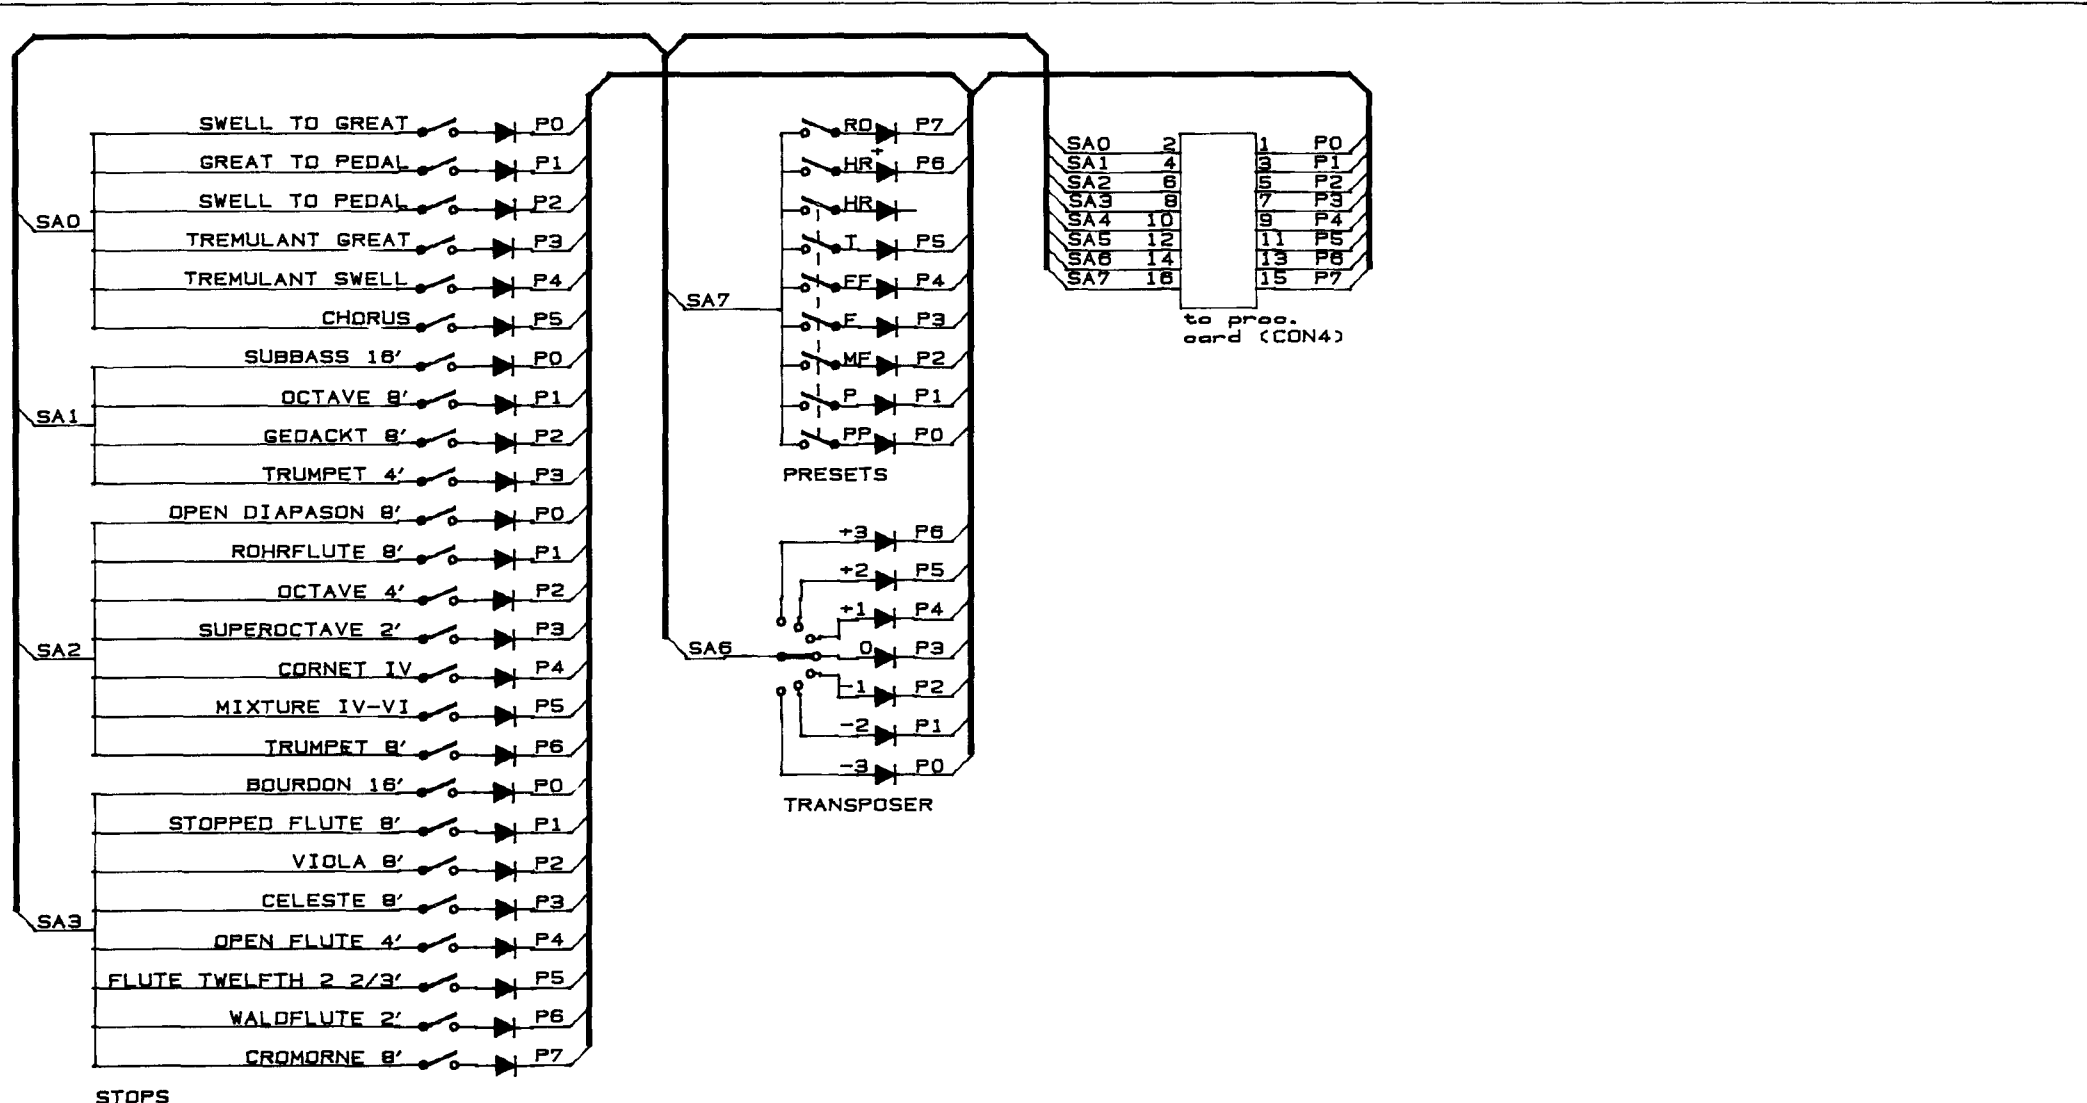 SWELL TO GREAT P0
GREAT TO PEDAL P1
SWELL TO PEDAL P2
SA0
TREMULANT GREAT P3
TREMULANT SWELL P4
CHORUS P5
SUBBASS 16' P0
OCTAVE 8' P1
SA1
GEDACKT 8' P2
TRUMPET 4' P3
OPEN DIAPASON 8' P0
ROHRFLUTE 8' P1
OCTAVE 4' P2
SUPEROCTAVE 2' P3
SA2
CORNET IV P4
MIXTURE IV-VI P5
TRUMPET 8' P6
BOURDON 16' P0
STOPPED FLUTE 8' P1
VIOLA 8' P2
CELESTE 8' P3
SA3
OPEN FLUTE 4' P4
FLUTE TWELFTH 2 2/3' P5
WALDFLUTE 2' P6
CROMORNE 8' P7
STOPS
RO P7
HR+ P6
HR
T P5
FF P4
SA7
F P3
MF P2
P P1
PP P0
PRESETS
+3 P6
+2 P5
+1 P4
SA6 0 P3
-1 P2
-2 P1
-3 P0
TRANSPOSER
SA0 2 1 P0
SA1 4 3 P1
SA2 6 5 P2
SA3 8 7 P3
SA4 10 9 P4
SA5 12 11 P5
SA6 14 13 P6
SA7 16 15 P7
to proc.
card (CON4)